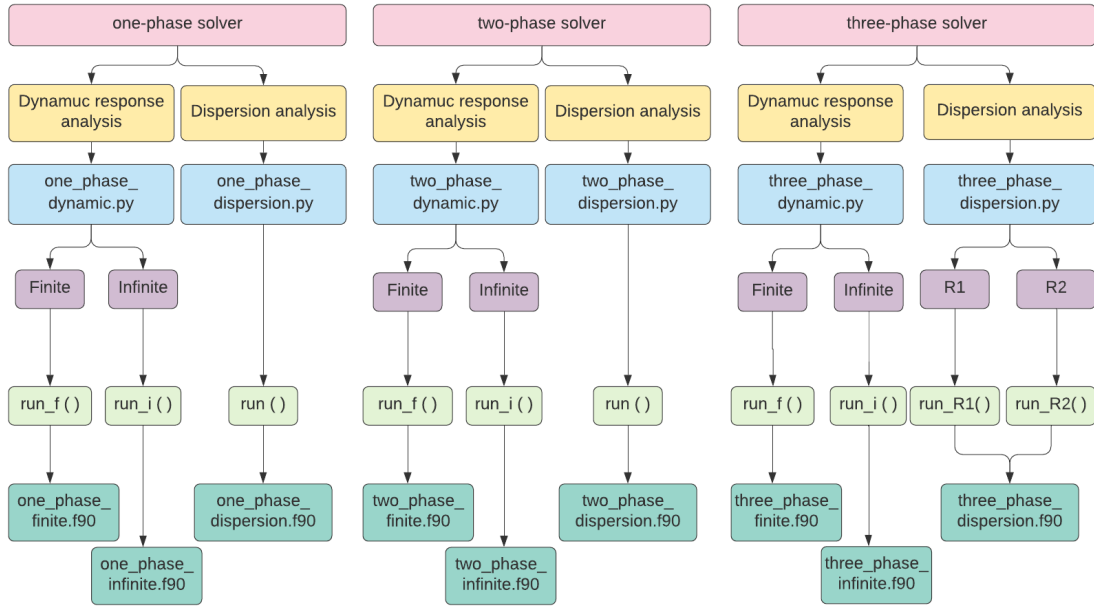 one-phase solver
two-phase solver
three-phase solver
Dynamuc response
analysis
Dispersion analysis
Dynamuc response
analysis
Dispersion analysis
Dynamuc response
analysis
Dispersion analysis
one_phase_
dynamic.py
one_phase_
dispersion.py
two_phase_
dynamic.py
two_phase_
dispersion.py
three_phase_
dynamic.py
three_phase_
dispersion.py
Finite
Infinite
Finite
Infinite
Finite
Infinite
R1
R2
run_f ( )
run_i ( )
run ( )
run_f ( )
run_i ( )
run ( )
run_f ( )
run_i ( )
run_R1( )
run_R2( )
one_phase_
finite.f90
one_phase_
dispersion.f90
two_phase_
finite.f90
two_phase_
dispersion.f90
three_phase_
finite.f90
three_phase_
dispersion.f90
one_phase_
infinite.f90
two_phase_
infinite.f90
three_phase_
infinite.f90